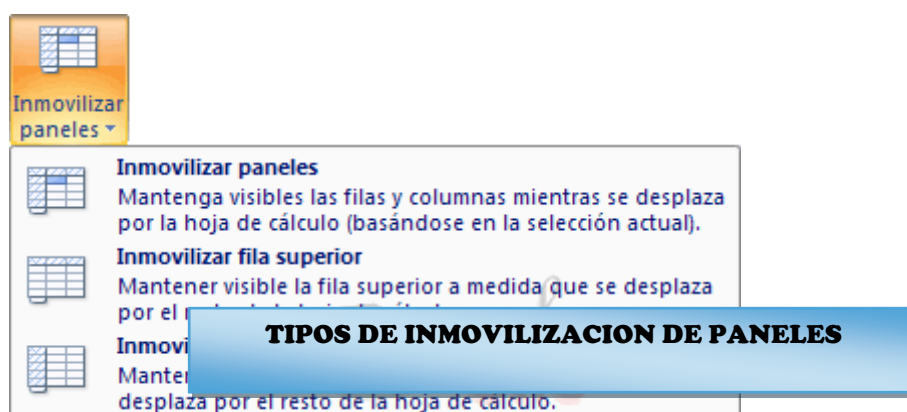 Inmovilizar
paneles
Inmovilizar paneles
Mantenga visibles las filas y columnas mientras se desplaza
por la hoja de cálculo (basándose en la selección actual).
Inmovilizar fila superior
Mantener visible la fila superior a medida que se desplaza
por el
TIPOS DE INMOVILIZACION DE PANELES
desplaza por el resto de la hoja de cálculo.